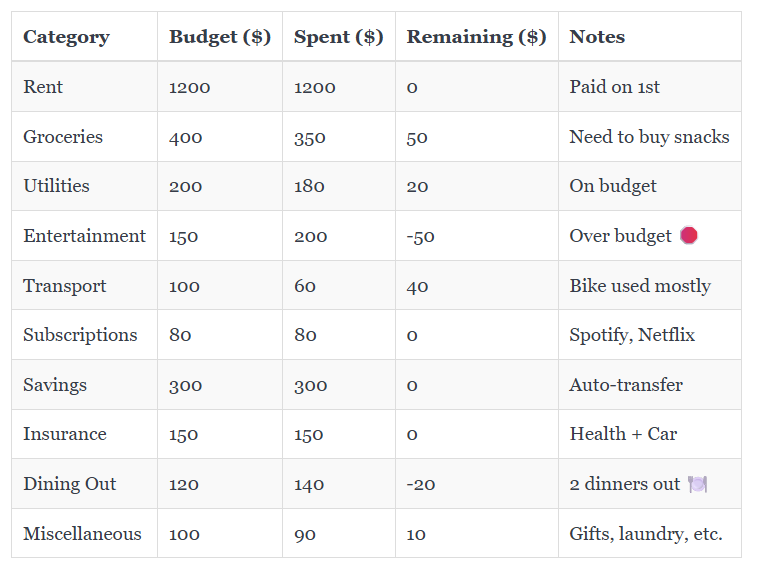 Category Budget ($) Spent ($) Remaining ($) Notes
Rent 1200 1200 0 Paid on 1st
Groceries 400 350 50 Need to buy snacks
Utilities 200 180 20 On budget
Entertainment 150 200 -50 Over budget
Transport 100 60 40 Bike used mostly
Subscriptions 80 80 0 Spotify, Netflix
Savings 300 300 0 Auto-transfer
Insurance 150 150 0 Health + Car
Dining Out 120 140 -20 2 dinners out
Miscellaneous 100 90 10 Gifts, laundry, etc.